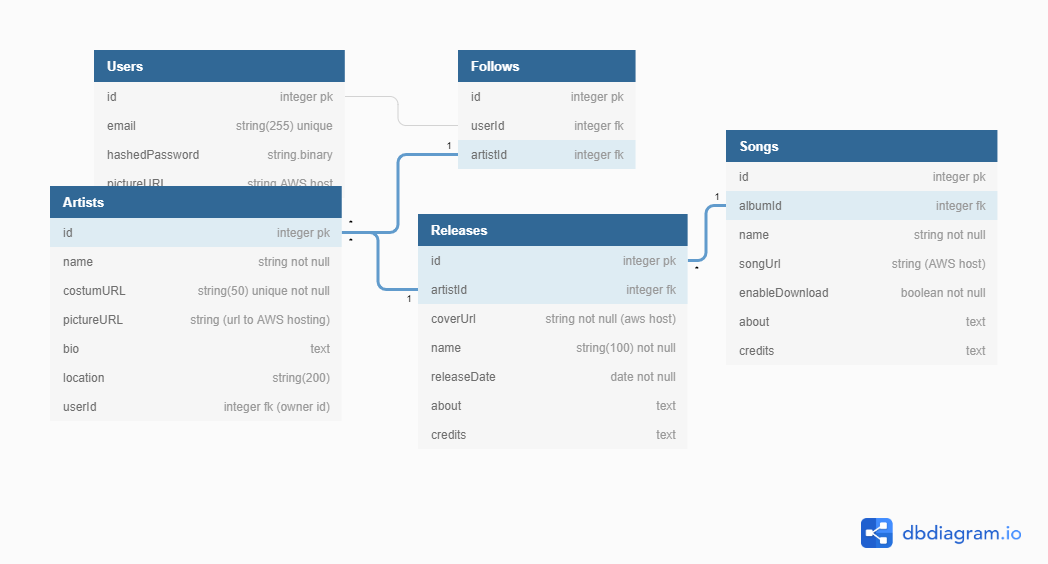 Users
id integer pk
email string(255) unique
hashedPassword string.binary
pictureURL string AWS host
Artists
id integer pk
name string not null
costumURL string(50) unique not null
pictureURL string (url to AWS hosting)
bio text
location string(200)
userId integer fk (owner id)
Follows
id integer pk
userId integer fk
1
artistId integer fk
*
*
1
Releases
id integer pk
artistId integer fk
coverUrl string not null (aws host)
name string(100) not null
releaseDate date not null
about text
credits text
1
*
Songs
id integer pk
albumId integer fk
name string not null
songUrl string (AWS host)
enableDownload boolean not null
about text
credits text
dbdiagram.io